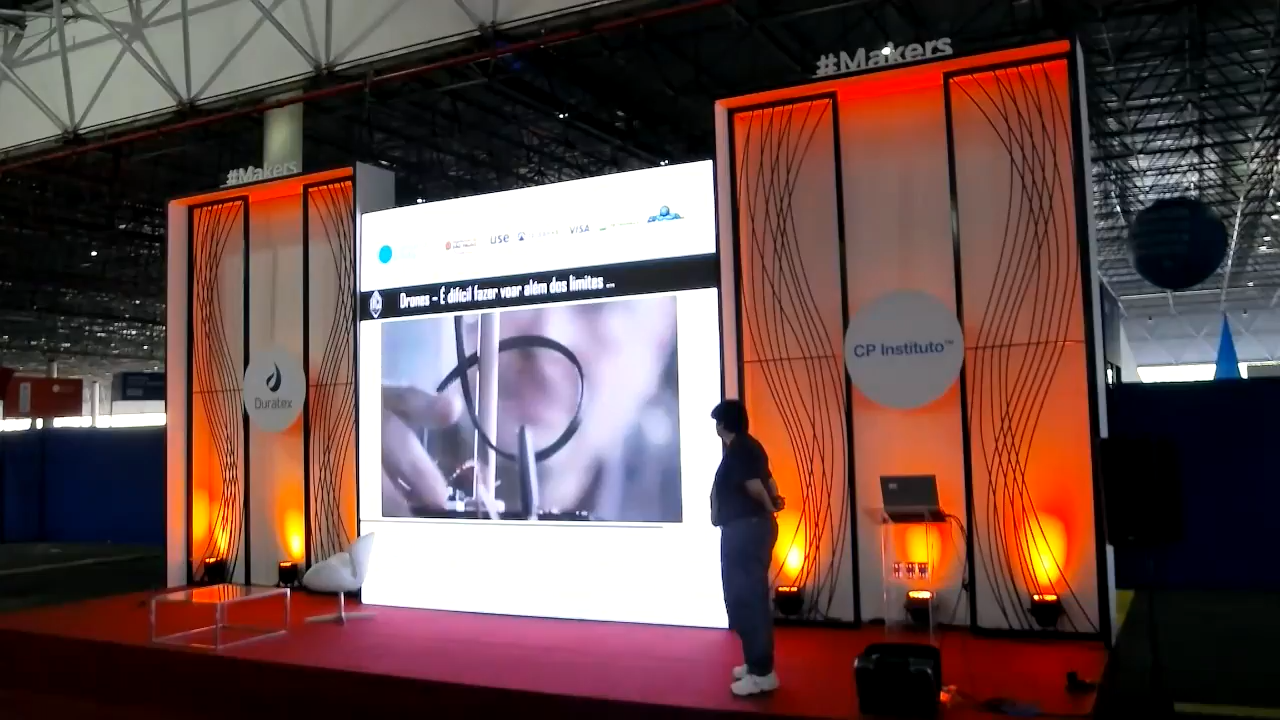 #Makers
#Makers
use
VISA
Drones – É difícil fazer voar além dos limites ...
CP Instituto™
Duratex